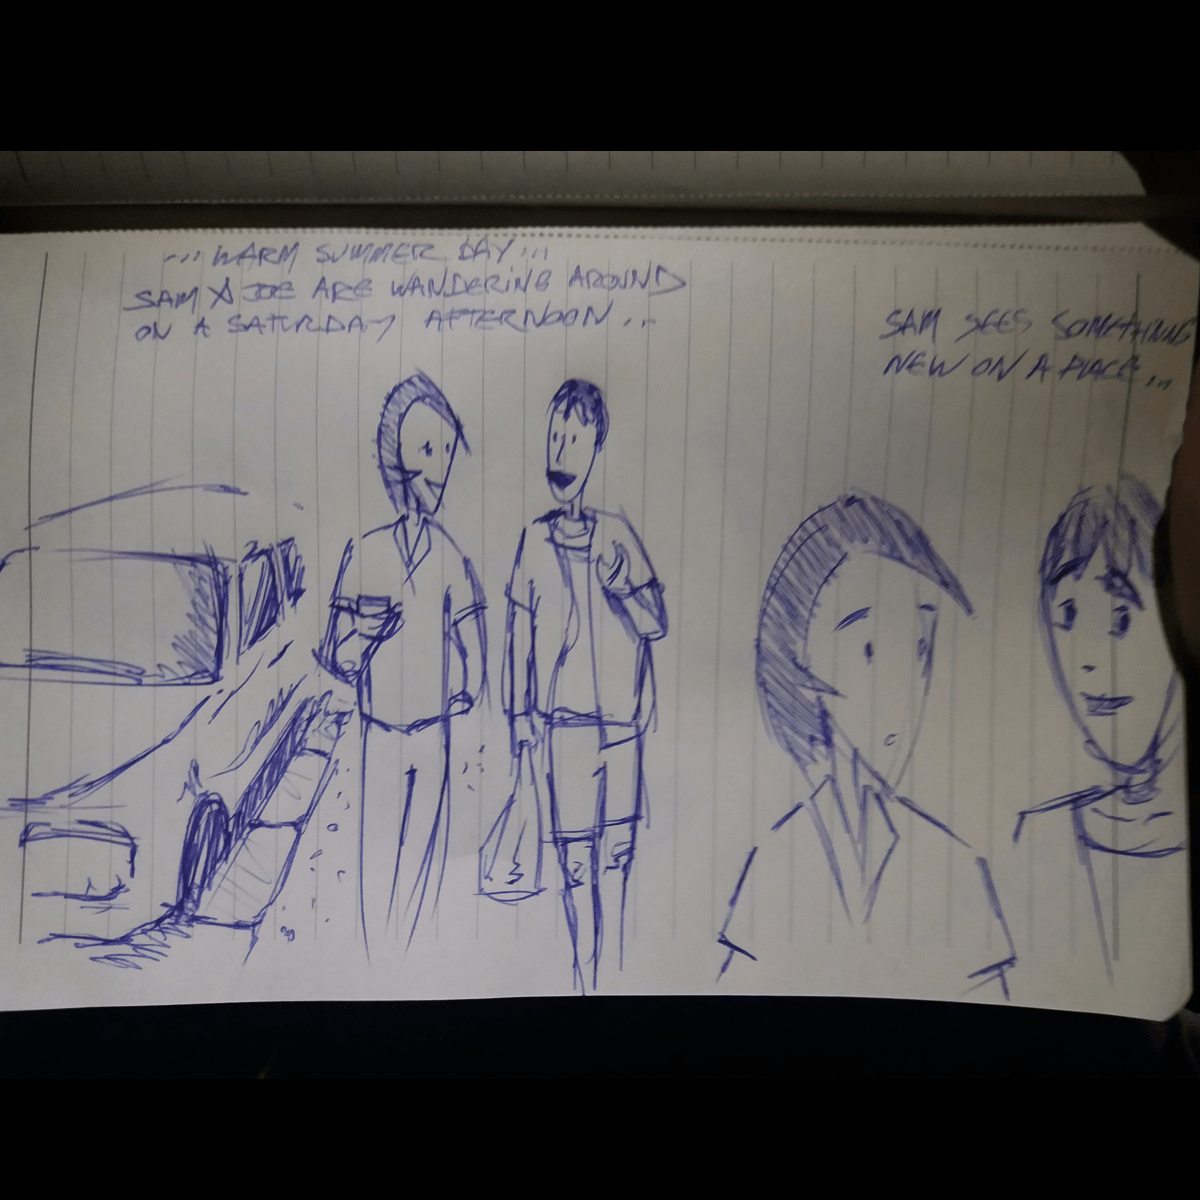 ...WARM SUMMER DAY...
SAM & JOE ARE WANDERING AROUND
ON A SATURDAY AFTERNOON...
SAM SEES SOMETHING
NEW ON A PLACE...